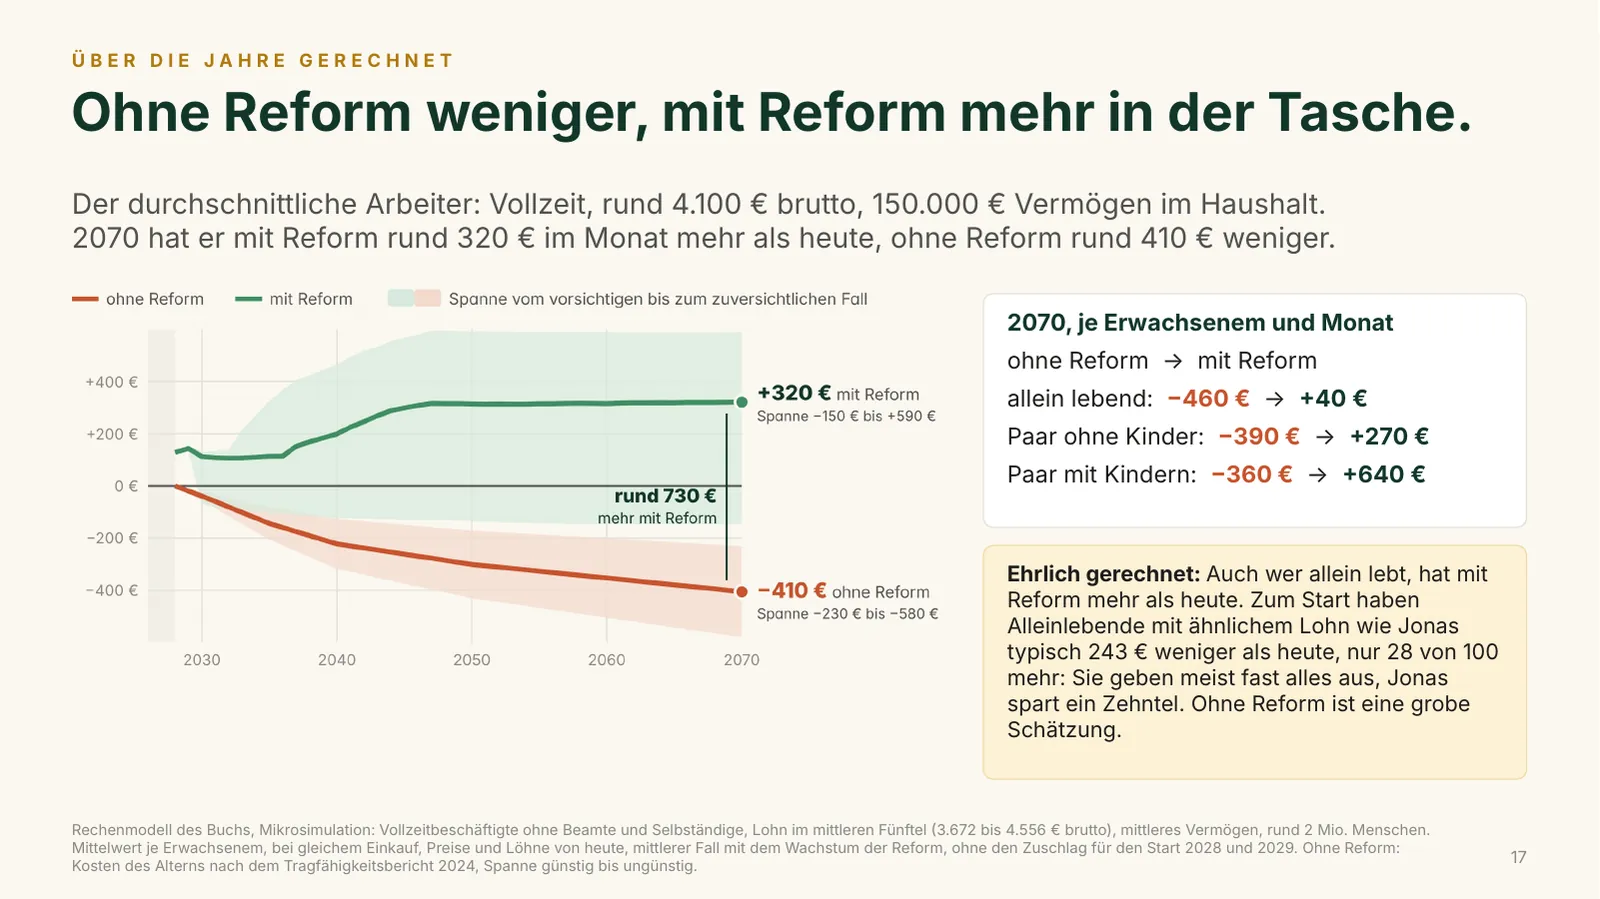 ÜBER DIE JAHRE GERECHNET
Ohne Reform weniger, mit Reform mehr in der Tasche.
Der durchschnittliche Arbeiter: Vollzeit, rund 4.100 € brutto, 150.000 € Vermögen im Haushalt.
2070 hat er mit Reform rund 320 € im Monat mehr als heute, ohne Reform rund 410 € weniger.
ohne Reform mit Reform Spanne vom vorsichtigen bis zum zuversichtlichen Fall
+400 €
+200 €
0 €
−200 €
−400 €
2030 2040 2050 2060 2070
+320 € mit Reform
Spanne −150 € bis +590 €
rund 730 €
mehr mit Reform
−410 € ohne Reform
Spanne −230 € bis −580 €
2070, je Erwachsenem und Monat
ohne Reform → mit Reform
allein lebend: −460 € → +40 €
Paar ohne Kinder: −390 € → +270 €
Paar mit Kindern: −360 € → +640 €
Ehrlich gerechnet: Auch wer allein lebt, hat mit
Reform mehr als heute. Zum Start haben
Alleinlebende mit ähnlichem Lohn wie Jonas
typisch 243 € weniger als heute, nur 28 von 100
mehr: Sie geben meist fast alles aus, Jonas
spart ein Zehntel. Ohne Reform ist eine grobe
Schätzung.
Rechenmodell des Buchs, Mikrosimulation: Vollzeitbeschäftigte ohne Beamte und Selbständige, Lohn im mittleren Fünftel (3.672 bis 4.556 € brutto), mittleres Vermögen, rund 2 Mio. Menschen.
Mittelwert je Erwachsenem, bei gleichem Einkauf, Preise und Löhne von heute, mittlerer Fall mit dem Wachstum der Reform, ohne den Zuschlag für den Start 2028 und 2029. Ohne Reform:
Kosten des Alterns nach dem Tragfähigkeitsbericht 2024, Spanne günstig bis ungünstig.
17